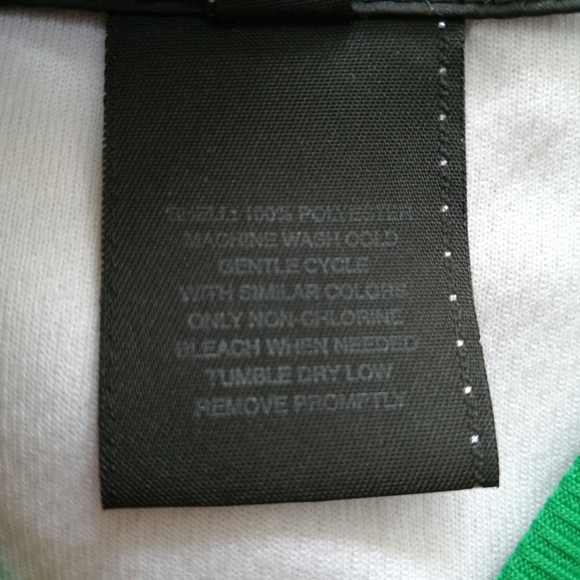 SHELL: 100% POLYESTER
MACHINE WASH COLD
GENTLE CYCLE
WITH SIMILAR COLORS
ONLY NON-CHLORINE
BLEACH WHEN NEEDED
TUMBLE DRY LOW
REMOVE PROMPTLY